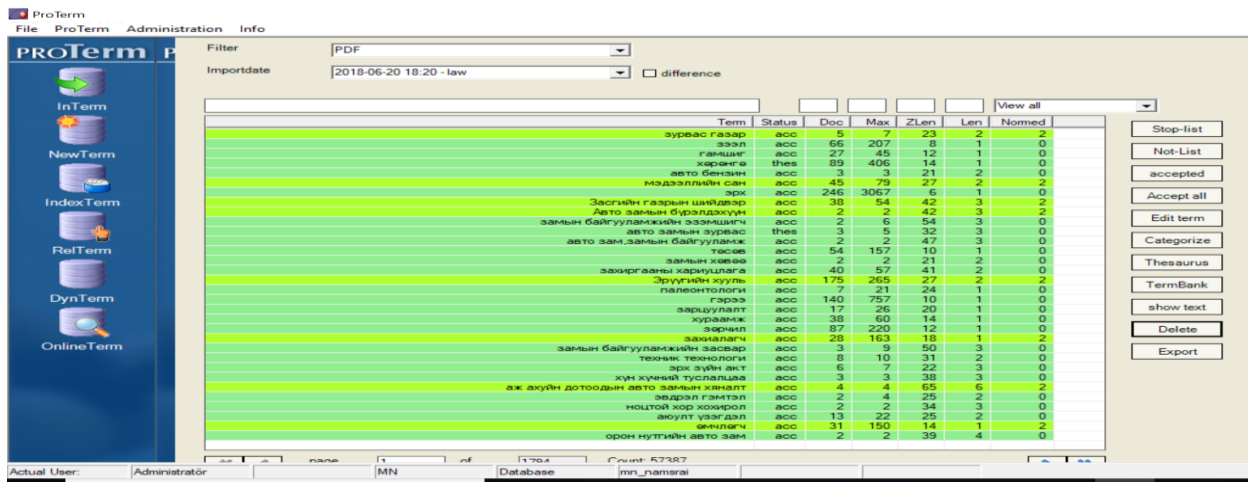 ProTerm
File ProTerm Administration Info
PROTerm P
Filter PDF
Importdate 2018-06-20 18:20 - law difference
InTerm
NewTerm
IndexTerm
RelTerm
DynTerm
OnlineTerm
View all
Term Status Doc Max ZLen Len Normed
зурвас газар acc 5 7 23 2 2
зээл acc 66 207 8 1 0
гамшиг acc 27 45 12 1 0
хөрөнгө thes 89 406 14 1 0
авто бензин acc 3 3 21 2 0
мэдээллийн сан acc 45 79 27 2 2
эрх acc 246 3067 6 1 0
Засгийн газрын шийдвэр acc 38 54 42 3 2
Авто замын бүрэлдэхүүн acc 2 2 42 3 2
замын байгууламжийн эзэмшигч acc 2 6 54 3 0
авто замын зурвас thes 3 5 32 3 0
авто зам,замын байгууламж acc 2 2 47 3 0
төсөв acc 54 157 10 1 0
замын хөвөө acc 2 2 21 2 0
захиргааны хариуцлага acc 40 57 41 2 0
Эрүүгийн хууль acc 175 265 27 2 2
палеонтологи acc 7 21 24 1 0
гэрээ acc 140 757 10 1 0
зарцуулалт acc 17 26 20 1 0
хураамж acc 38 60 14 1 0
зөрчил acc 87 220 12 1 0
захиалагч acc 28 163 18 1 2
замын байгууламжийн засвар acc 3 9 50 3 0
техник технологи acc 8 10 31 2 0
эрх зүйн акт acc 6 7 22 3 0
хүн хүчний туслалцаа acc 3 3 38 3 0
аж ахуйн дотоодын авто замын хяналт acc 4 4 65 6 2
эвдрэл гэмтэл acc 2 4 25 2 0
ноцтой хор хохирол acc 2 2 34 3 0
аюулт үзэгдэл acc 13 22 25 2 0
өмчлөгч acc 31 150 14 1 2
орон нутгийн авто зам acc 2 2 39 4 0
Stop-list
Not-List
accepted
Accept all
Edit term
Categorize
Thesaurus
TermBank
show text
Delete
Export
page 1 of 1794 Count: 57387
Actual User: Administratör MN Database mn_namsrai